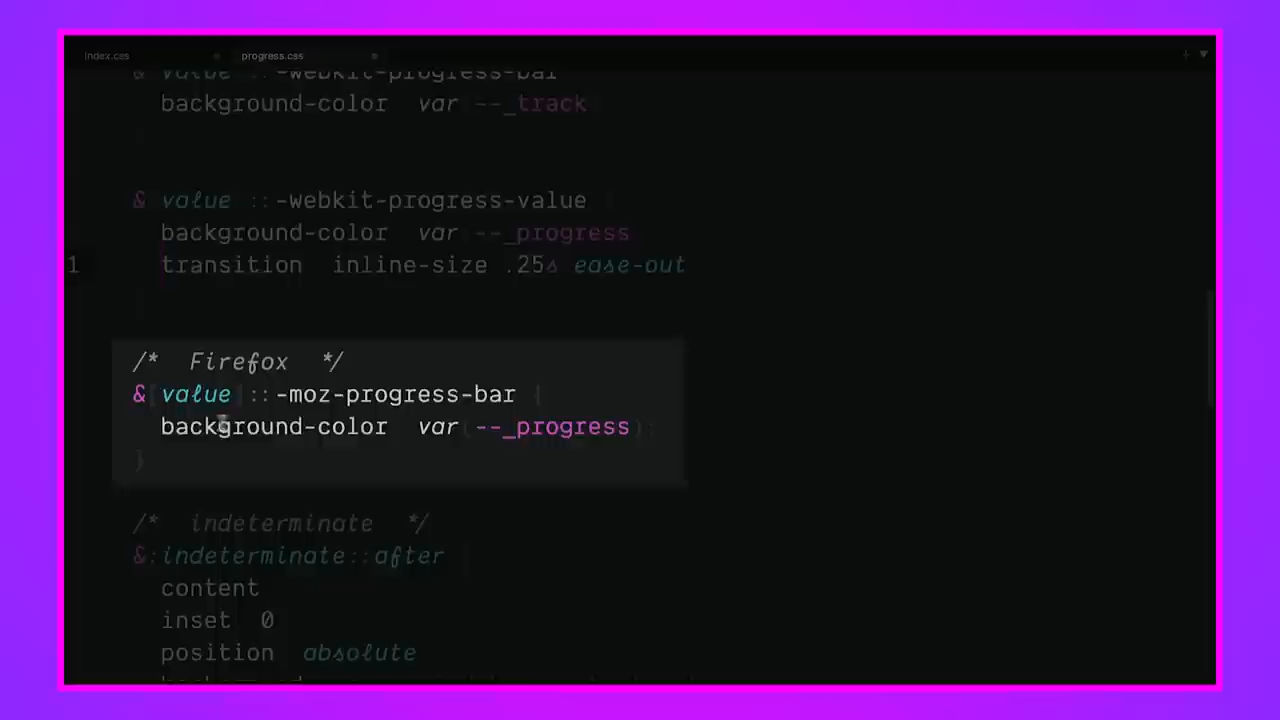 index.css
progress.css
& value ::-webkit-progress-bar
background-color var --_track
& value ::-webkit-progress-value
background-color var --_progress
1 transition inline-size .25s ease-out
/* Firefox */
&[value]::-moz-progress-bar {
background-color var(--_progress);
}
/* indeterminate */
&:indeterminate::after {
content
inset 0
position absolute